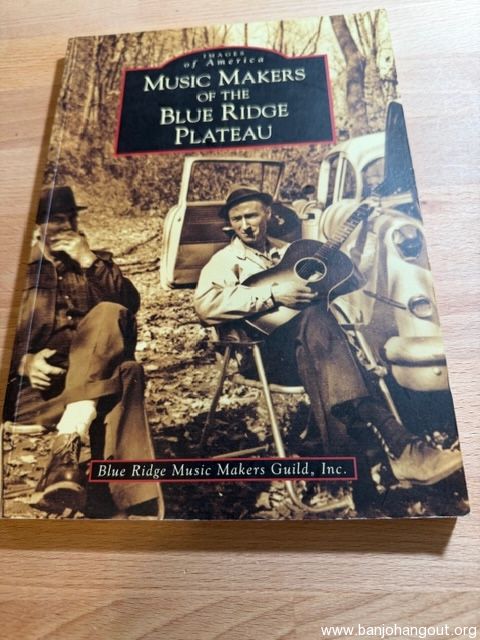 IMAGES
of America
MUSIC MAKERS
OF THE
BLUE RIDGE
PLATEAU
Blue Ridge Music Makers Guild, Inc.
www.banjohangout.org